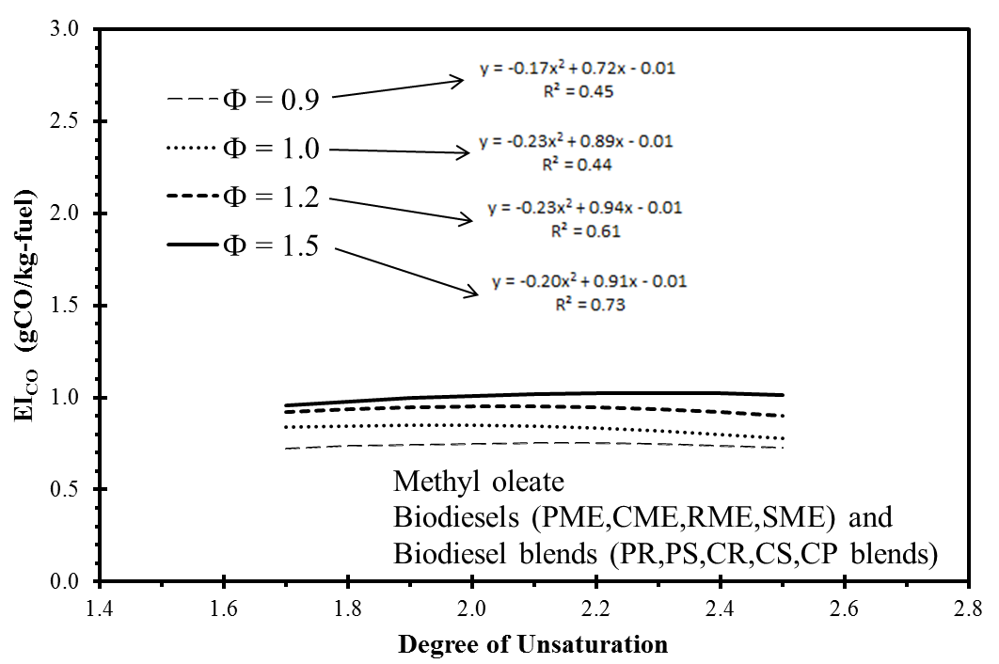 3.0
2.5
2.0
1.5
1.0
0.5
0.0
EICO (gCO/kg-fuel)
Φ = 0.9
Φ = 1.0
Φ = 1.2
Φ = 1.5
y = -0.17x² + 0.72x - 0.01
R² = 0.45
y = -0.23x² + 0.89x - 0.01
R² = 0.44
y = -0.23x² + 0.94x - 0.01
R² = 0.61
y = -0.20x² + 0.91x - 0.01
R² = 0.73
Methyl oleate
Biodiesels (PME,CME,RME,SME) and
Biodiesel blends (PR,PS,CR,CS,CP blends)
1.4 1.6 1.8 2.0 2.2 2.4 2.6 2.8
Degree of Unsaturation